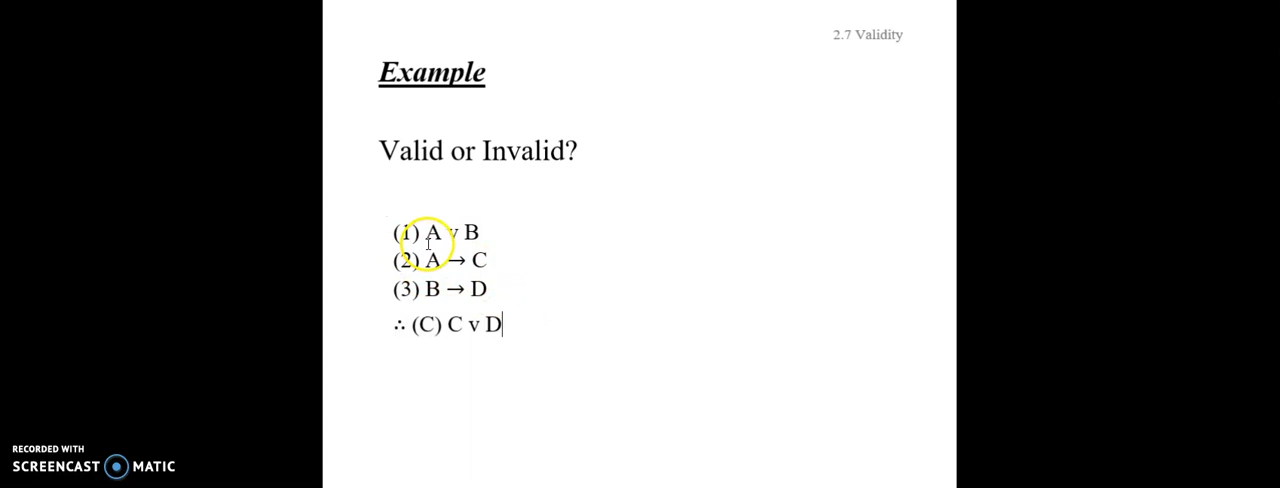 2.7 Validity
Example
Valid or Invalid?
(1) A v B
(2) A → C
(3) B → D
∴ (C) C v D
RECORDED WITH
SCREENCAST MATIC